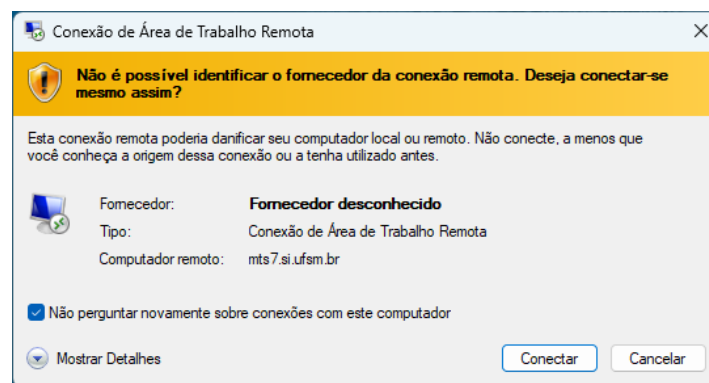 Conexão de Área de Trabalho Remota
Não é possível identificar o fornecedor da conexão remota. Deseja conectar-se
mesmo assim?
Esta conexão remota poderia danificar seu computador local ou remoto. Não conecte, a menos que
você conheça a origem dessa conexão ou a tenha utilizado antes.
Fornecedor: Fornecedor desconhecido
Tipo: Conexão de Área de Trabalho Remota
Computador remoto: mts7.si.ufsm.br
Não perguntar novamente sobre conexões com este computador
Mostrar Detalhes Conectar Cancelar